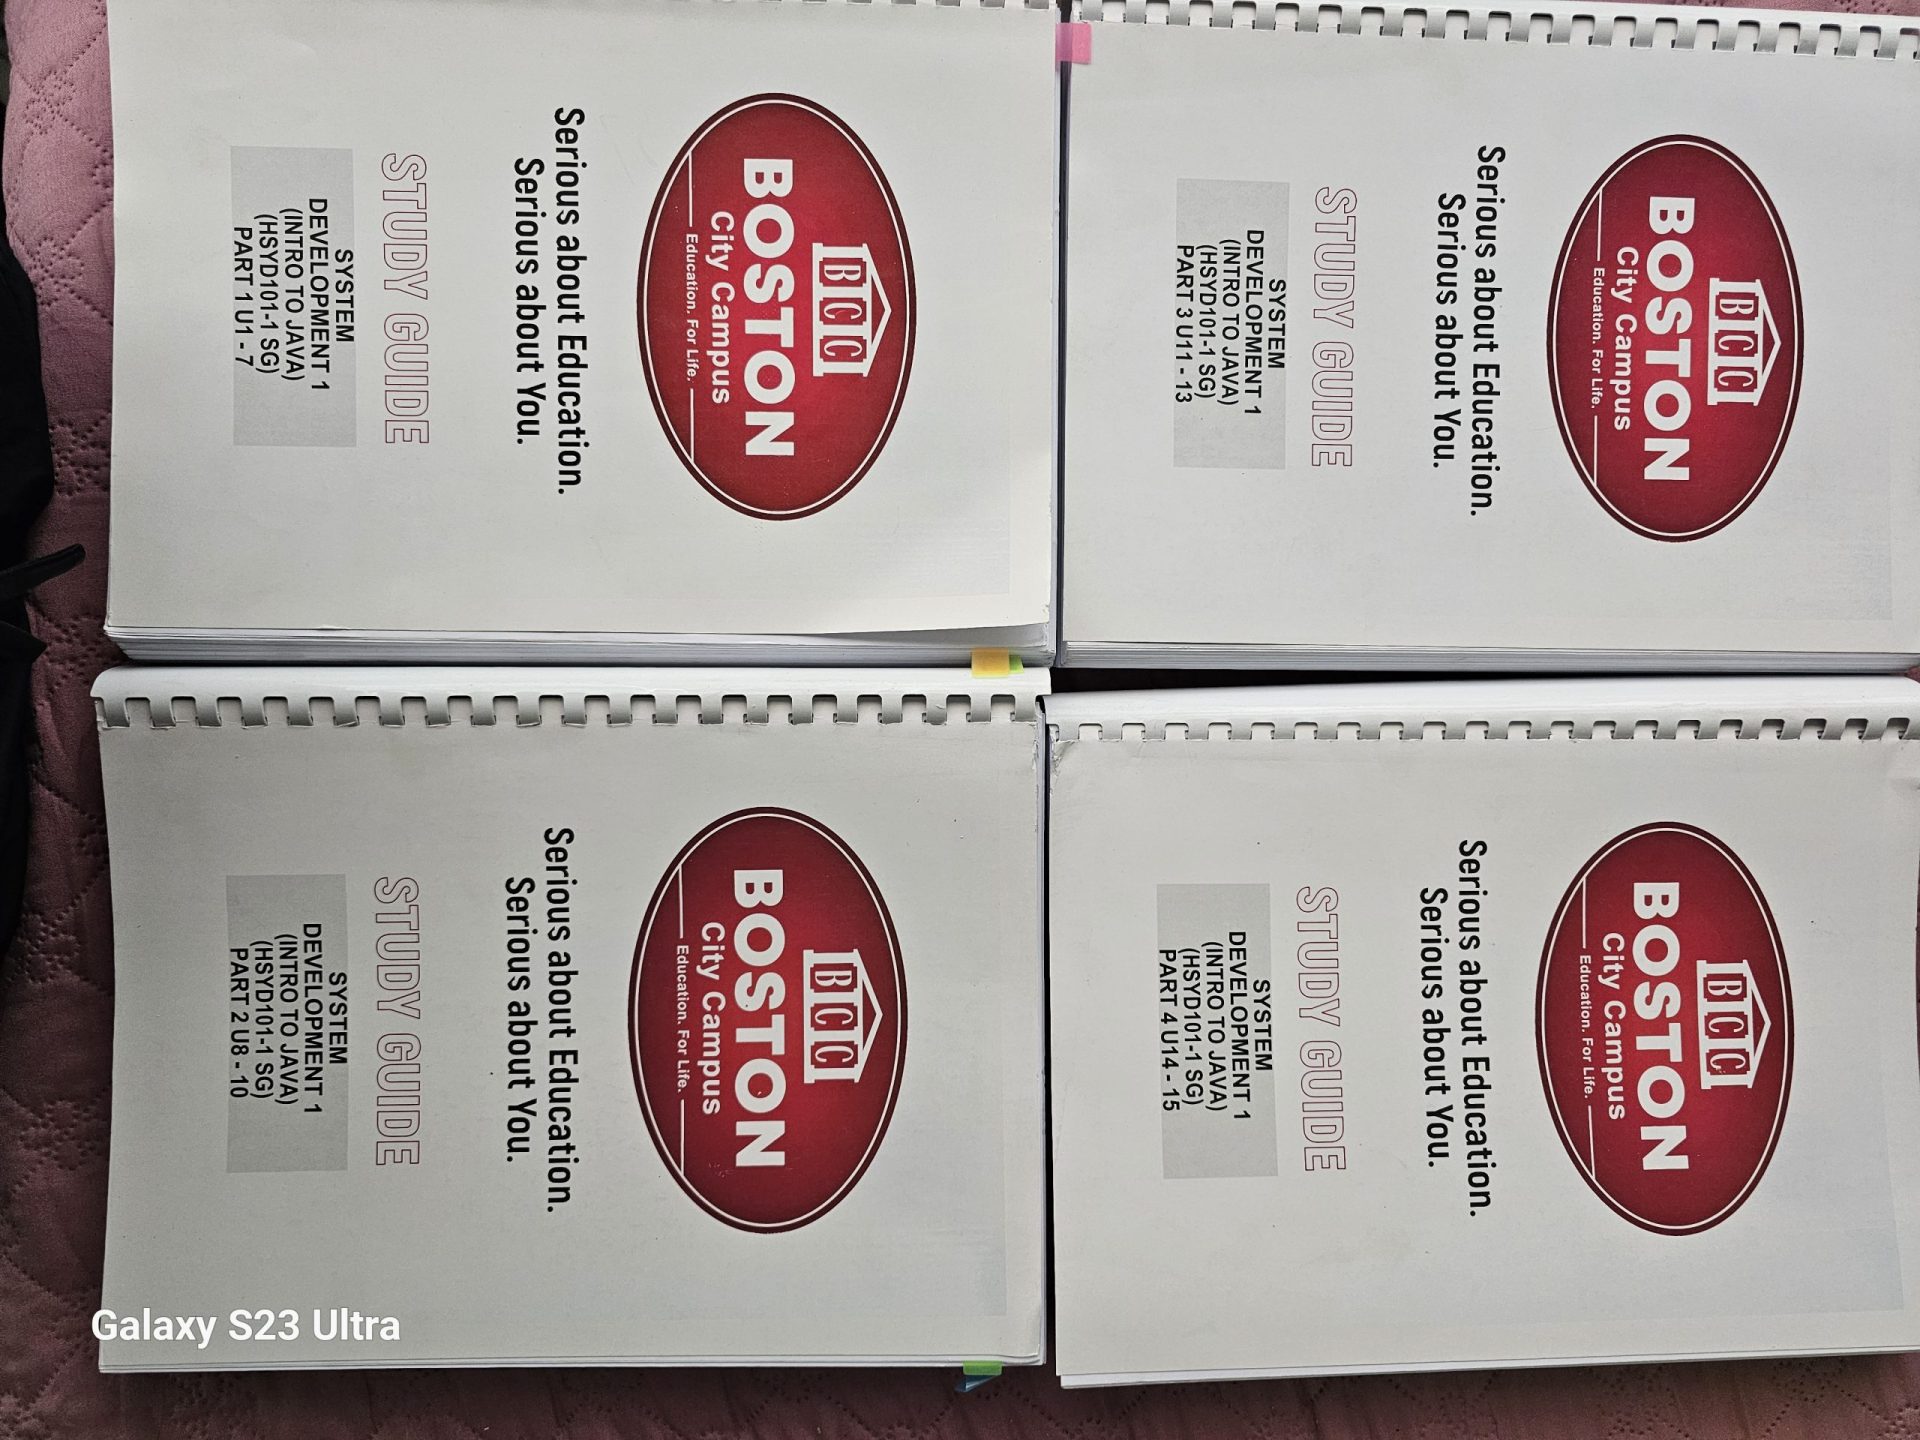 BCC
BOSTON
City Campus
Education. For Life.
Serious about Education.
Serious about You.
STUDY GUIDE
SYSTEM
DEVELOPMENT 1
(INTRO TO JAVA)
(HSYD101-1 SG)
PART 1 U1 - 7
BCC
BOSTON
City Campus
Education. For Life.
Serious about Education.
Serious about You.
STUDY GUIDE
SYSTEM
DEVELOPMENT 1
(INTRO TO JAVA)
(HSYD101-1 SG)
PART 3 U11 - 13
BCC
BOSTON
City Campus
Education. For Life.
Serious about Education.
Serious about You.
STUDY GUIDE
SYSTEM
DEVELOPMENT 1
(INTRO TO JAVA)
(HSYD101-1 SG)
PART 2 U8 - 10
BCC
BOSTON
City Campus
Education. For Life.
Serious about Education.
Serious about You.
STUDY GUIDE
SYSTEM
DEVELOPMENT 1
(INTRO TO JAVA)
(HSYD101-1 SG)
PART 4 U14 - 15
Galaxy S23 Ultra